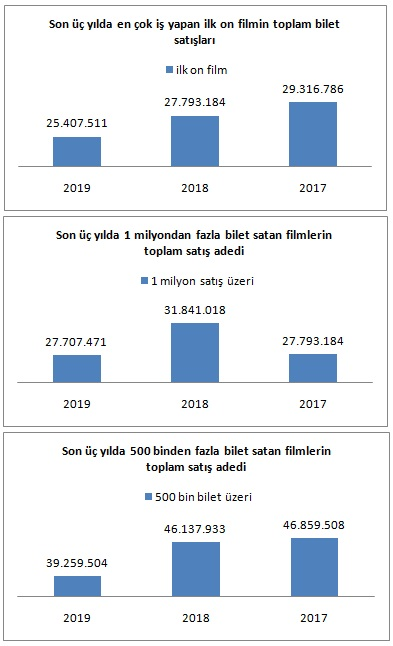 Son üç yılda en çok iş yapan ilk on filmin toplam bilet
satışları
ilk on film
29.316.786
27.793.184
25.407.511
2019 2018 2017
Son üç yılda 1 milyondan fazla bilet satan filmlerin
toplam satış adedi
1 milyon satış üzeri
31.841.018
27.707.471 27.793.184
2019 2018 2017
Son üç yılda 500 binden fazla bilet satan filmlerin
toplam satış adedi
500 bin bilet üzeri
46.137.933 46.859.508
39.259.504
2019 2018 2017